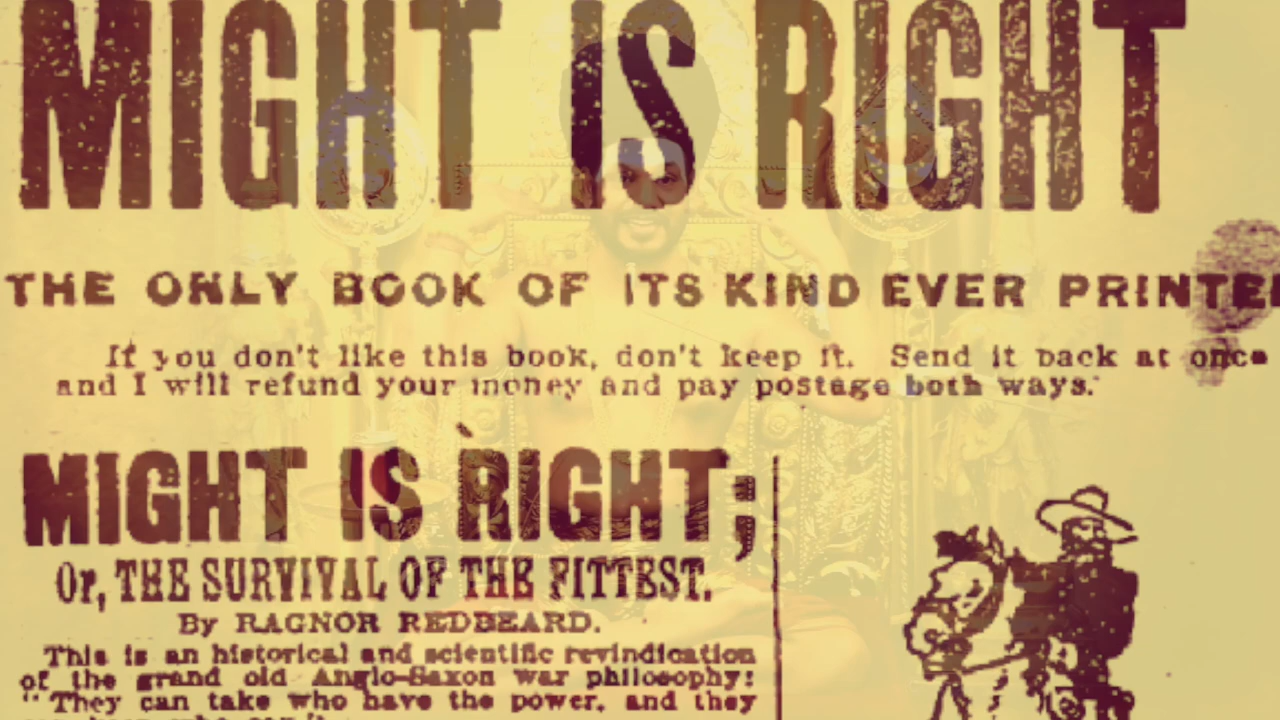 MIGHT IS RIGHT
THE ONLY BOOK OF ITS KIND EVER PRINTE
If you don't like this book, don't keep it. Send it back at once
and I will refund your money and pay postage both ways.
MIGHT IS RIGHT;
Or, THE SURVIVAL OF THE FITTEST.
By RAGNOR REDBEARD.
This is an historical and scientific revindication
of the grand old Anglo-Saxon war philosophy:
"They can take who have the power, and they